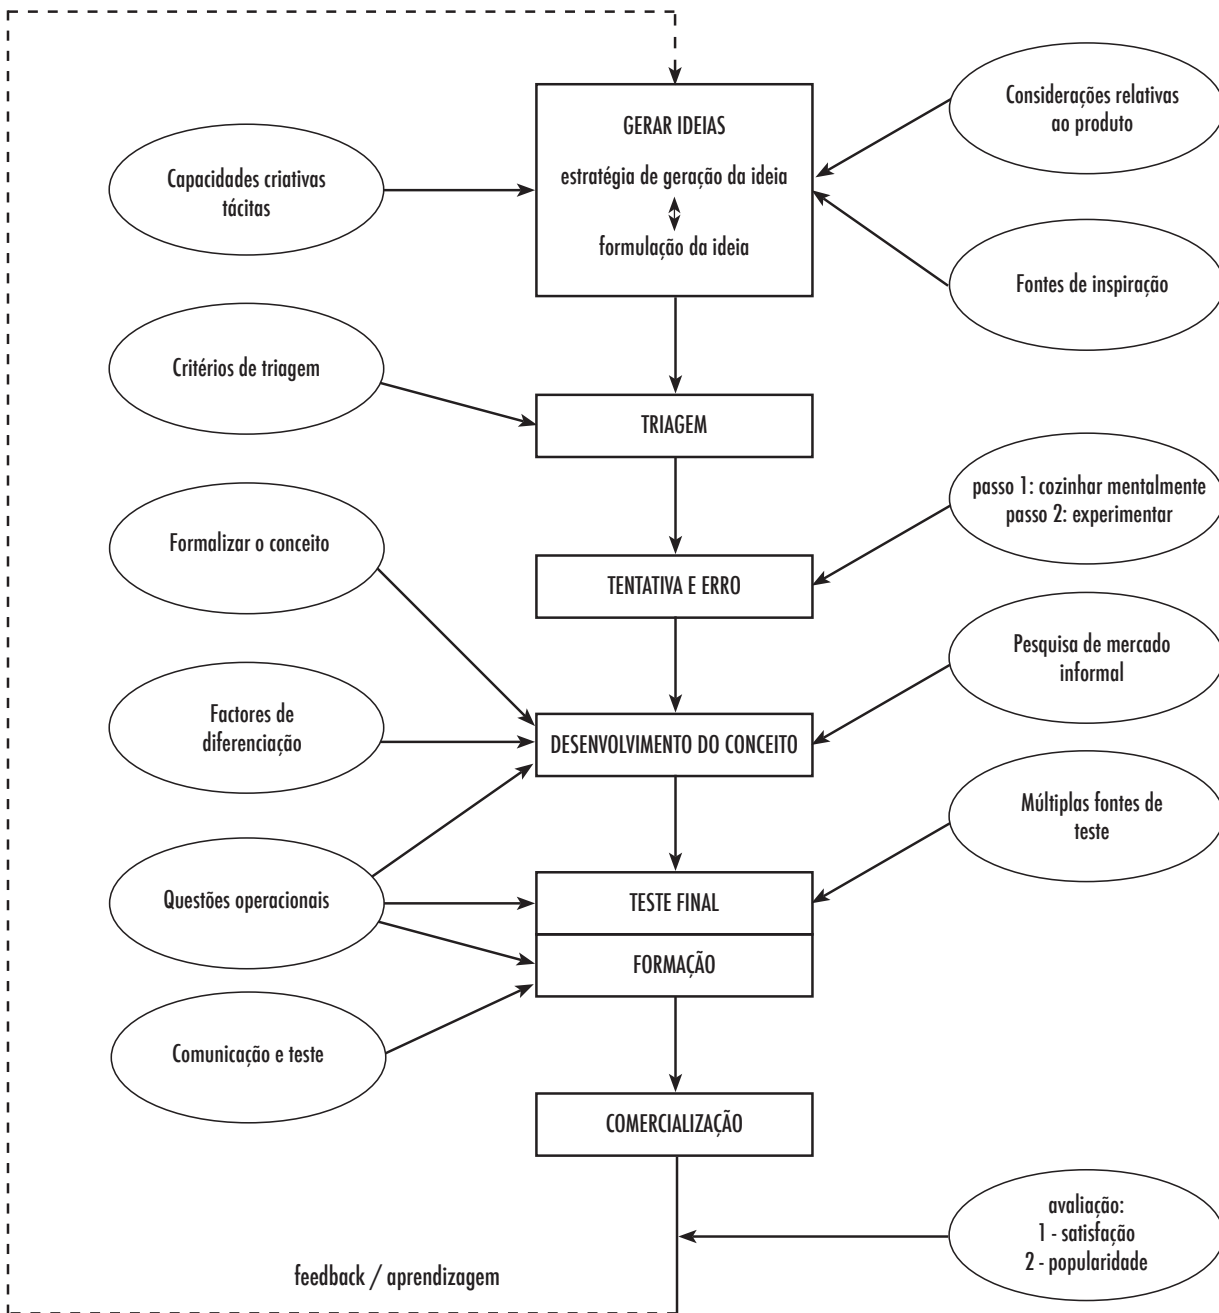 Considerações relativas
ao produto
GERAR IDEIAS
estratégia de geração da ideia
formulação da ideia
Capacidades criativas
tácitas
Fontes de inspiração
Critérios de triagem
TRIAGEM
passo 1: cozinhar mentalmente
passo 2: experimentar
Formalizar o conceito
TENTATIVA E ERRO
Pesquisa de mercado
informal
Factores de
diferenciação
DESENVOLVIMENTO DO CONCEITO
Múltiplas fontes de
teste
Questões operacionais
TESTE FINAL
FORMAÇÃO
Comunicação e teste
COMERCIALIZAÇÃO
avaliação:
1 - satisfação
2 - popularidade
feedback / aprendizagem